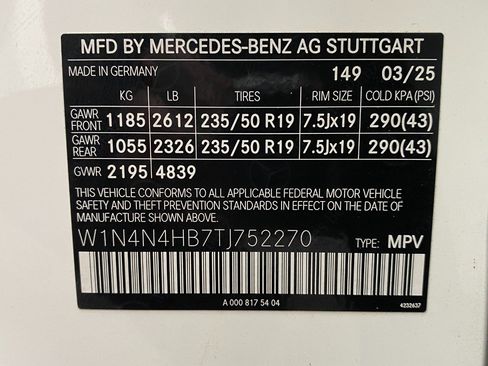 MFD BY MERCEDES-BENZ AG STUTTGART
MADE IN GERMANY 149 03/25
KG LB TIRES RIM SIZE COLD KPA (PSI)
GAWR FRONT 1185 2612 235/50 R19 7.5Jx19 290(43)
GAWR REAR 1055 2326 235/50 R19 7.5Jx19 290(43)
GVWR 2195 4839
THIS VEHICLE CONFORMS TO ALL APPLICABLE FEDERAL MOTOR VEHICLE
SAFETY AND THEFT PREVENTION STANDARDS IN EFFECT ON THE DATE OF
MANUFACTURE SHOWN ABOVE.
W1N4N4HB7TJ752270 TYPE: MPV
A 000 817 54 04 4232637